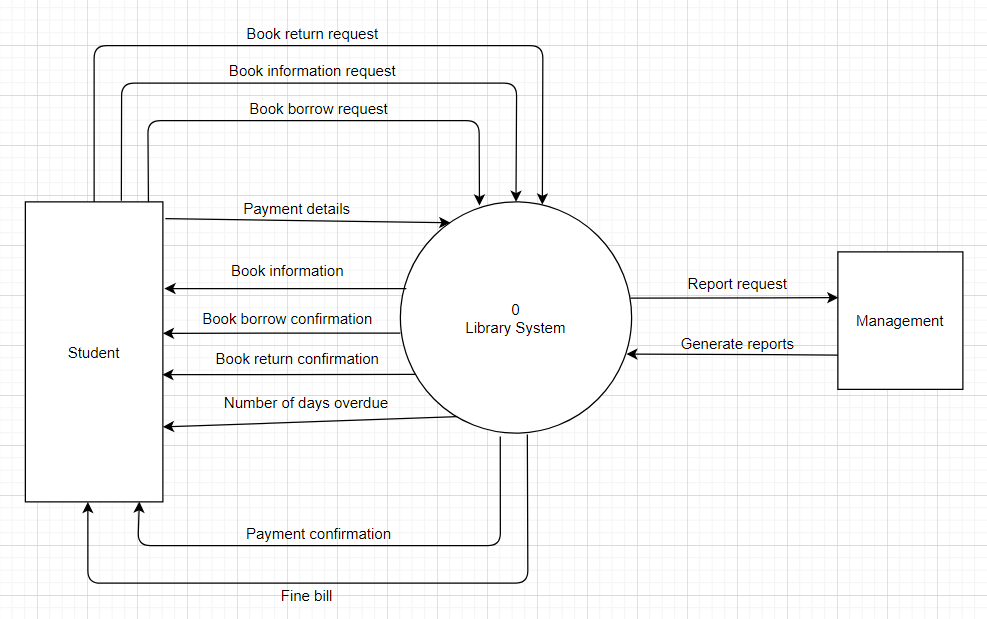 Book return request
Book information request
Book borrow request
Payment details
Book information
Book borrow confirmation
Book return confirmation
Number of days overdue
Student
0
Library System
Report request
Generate reports
Management
Payment confirmation
Fine bill